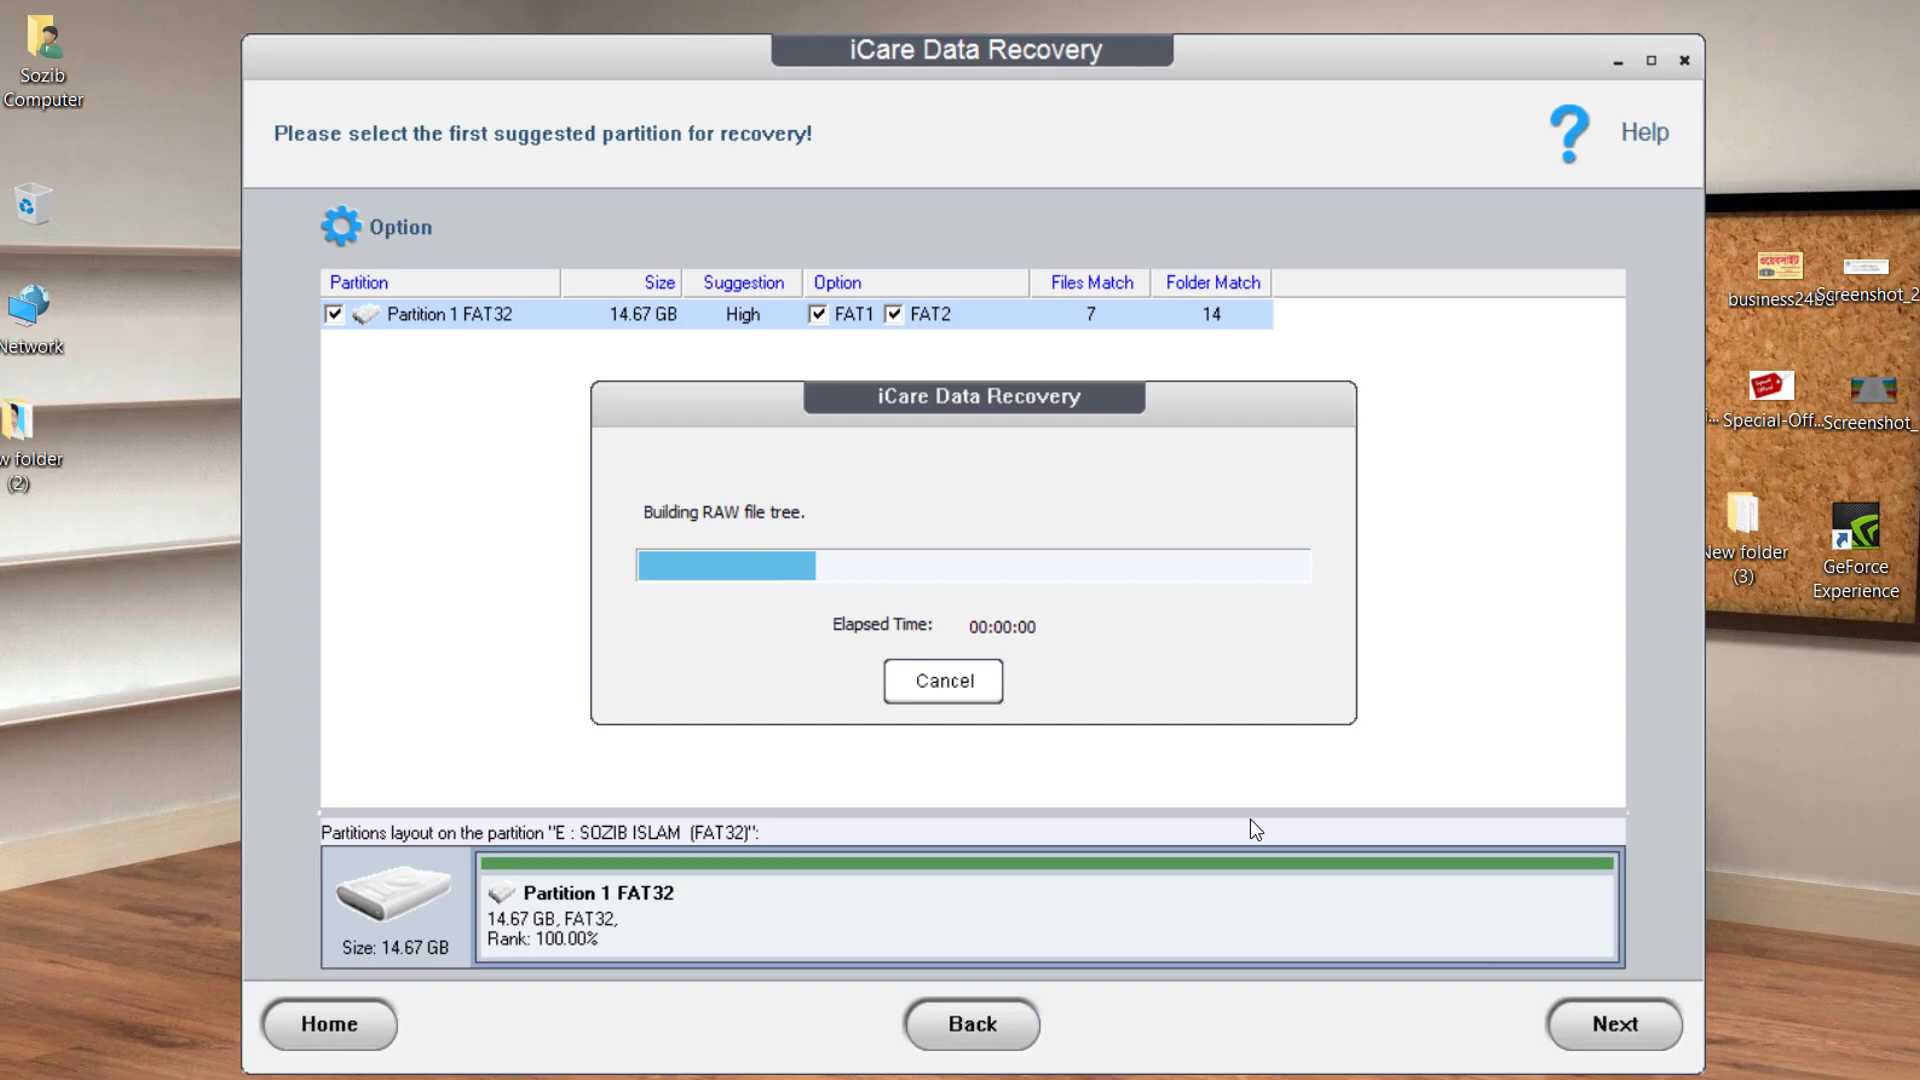 Sozib
Computer
Network
w folder
(2)
iCare Data Recovery
Please select the first suggested partition for recovery!
Help
Option
Partition Size Suggestion Option Files Match Folder Match
Partition 1 FAT32 14.67 GB High FAT1 FAT2 7 14
iCare Data Recovery
Building RAW file tree.
Elapsed Time: 00:00:00
Cancel
Partitions layout on the partition "E : SOZIB ISLAM (FAT32)":
Size: 14.67 GB
Partition 1 FAT32
14.67 GB, FAT32,
Rank: 100.00%
Home
Back
Next
ওয়েবসাইট
Screenshot_2
Special-Off...
Screenshot_
New folder
(3)
GeForce
Experience